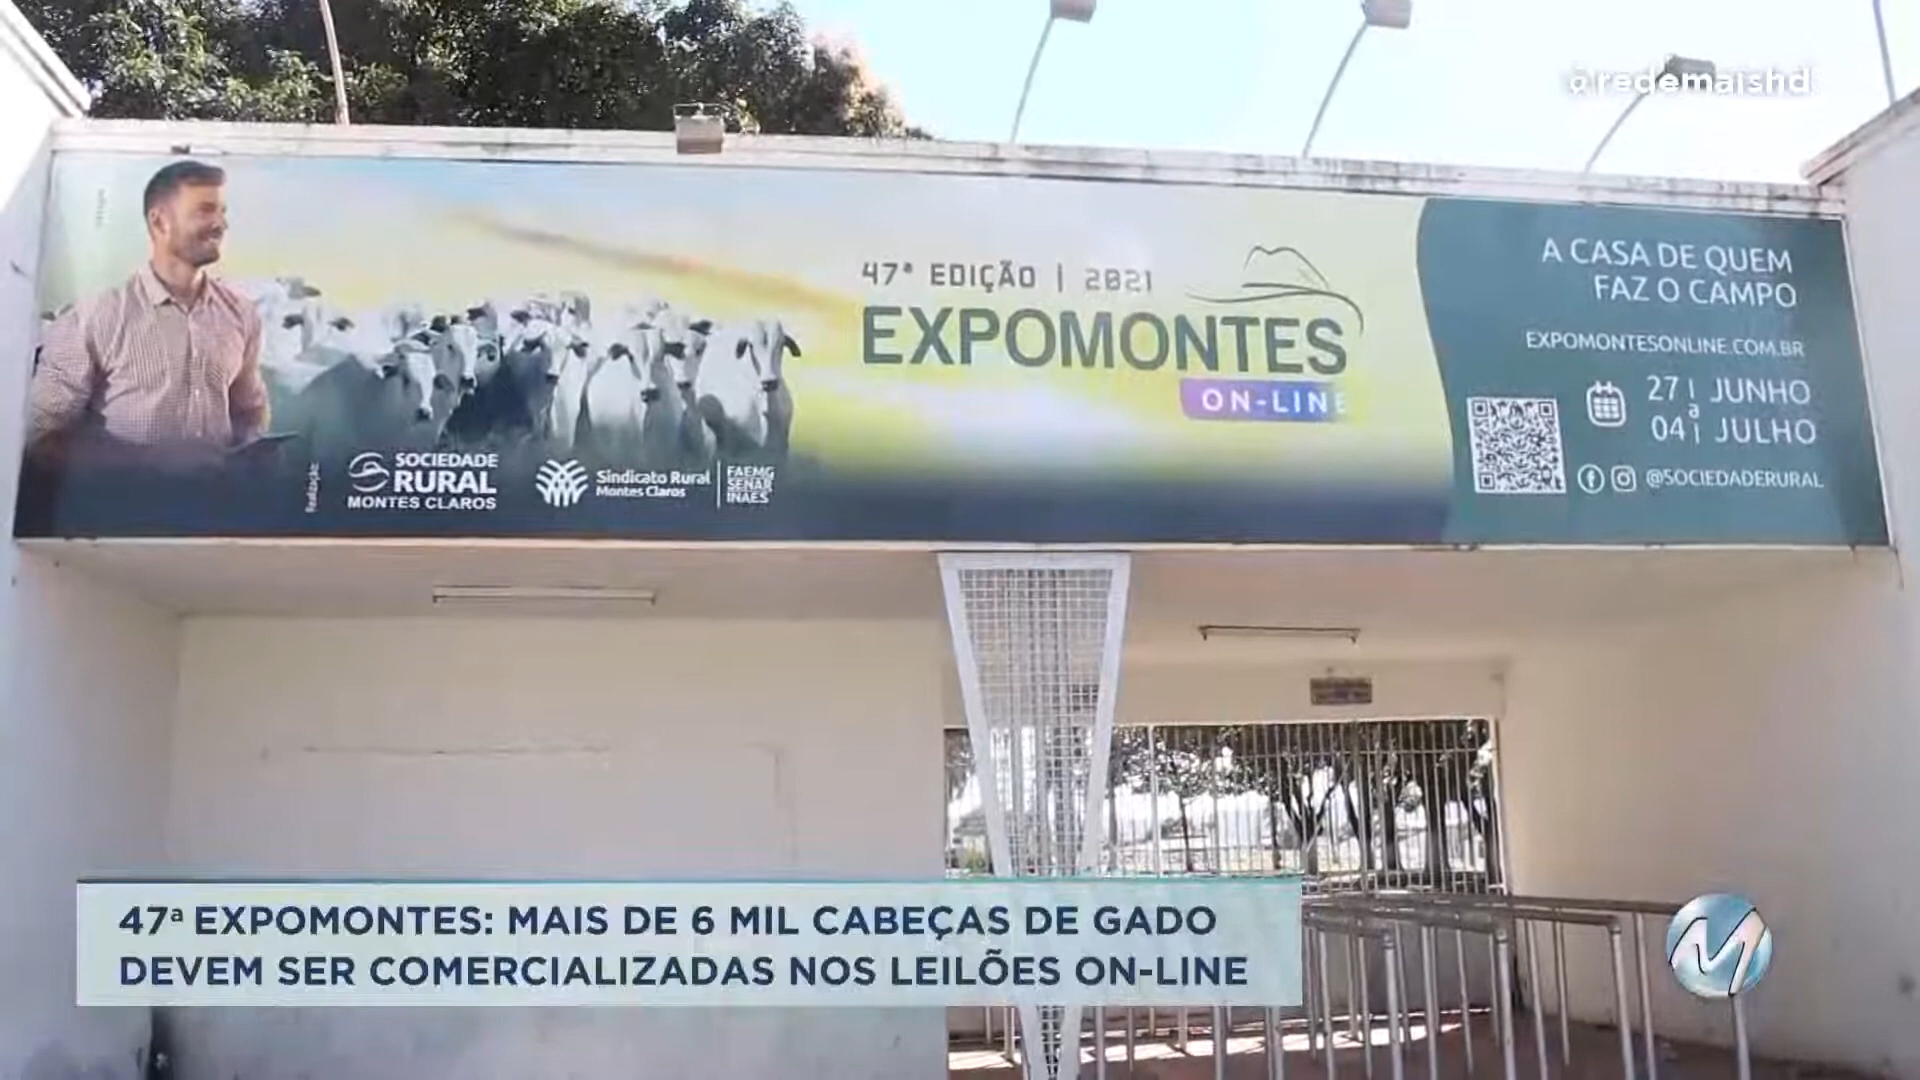 @redemaishd
47ª EDIÇÃO | 2021
EXPOMONTES
ON-LINE
A CASA DE QUEM
FAZ O CAMPO
EXPOMONTESONLINE.COM.BR
27 JUNHO
a
04 JULHO
@SOCIEDADERURAL
Realização:
SOCIEDADE
RURAL
MONTES CLAROS
Sindicato Rural
Montes Claros
FAEMG
SENAR
INAES
47ª EXPOMONTES: MAIS DE 6 MIL CABEÇAS DE GADO
DEVEM SER COMERCIALIZADAS NOS LEILÕES ON-LINE
M